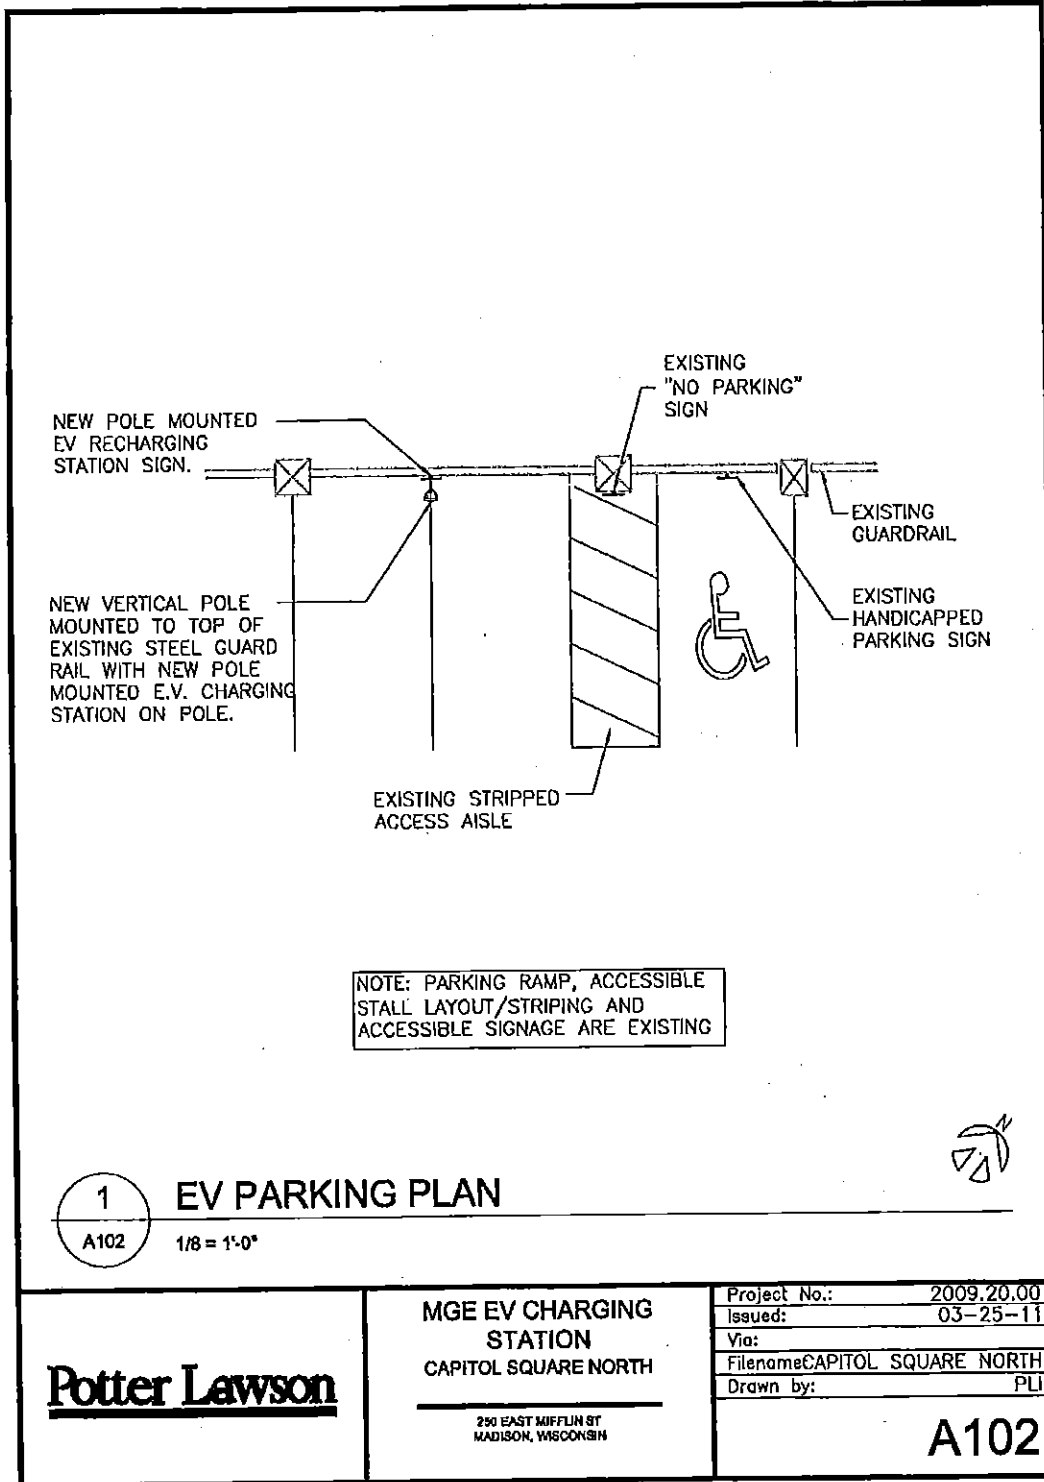 EXISTING
"NO PARKING"
SIGN
NEW POLE MOUNTED
EV RECHARGING
STATION SIGN.
EXISTING
GUARDRAIL
NEW VERTICAL POLE
MOUNTED TO TOP OF
EXISTING STEEL GUARD
RAIL WITH NEW POLE
MOUNTED E.V. CHARGING
STATION ON POLE.
EXISTING
HANDICAPPED
PARKING SIGN
EXISTING STRIPPED
ACCESS AISLE
NOTE: PARKING RAMP, ACCESSIBLE
STALL LAYOUT/STRIPING AND
ACCESSIBLE SIGNAGE ARE EXISTING
N
1
A102
EV PARKING PLAN
1/8 = 1'-0"
Potter Lawson
MGE EV CHARGING
STATION
CAPITOL SQUARE NORTH
250 EAST MIFFLIN ST
MADISON, WISCONSIN
Project No.: 2009.20.00
Issued: 03-25-11
Via:
FilenameCAPITOL SQUARE NORTH
Drawn by: PLI
A102